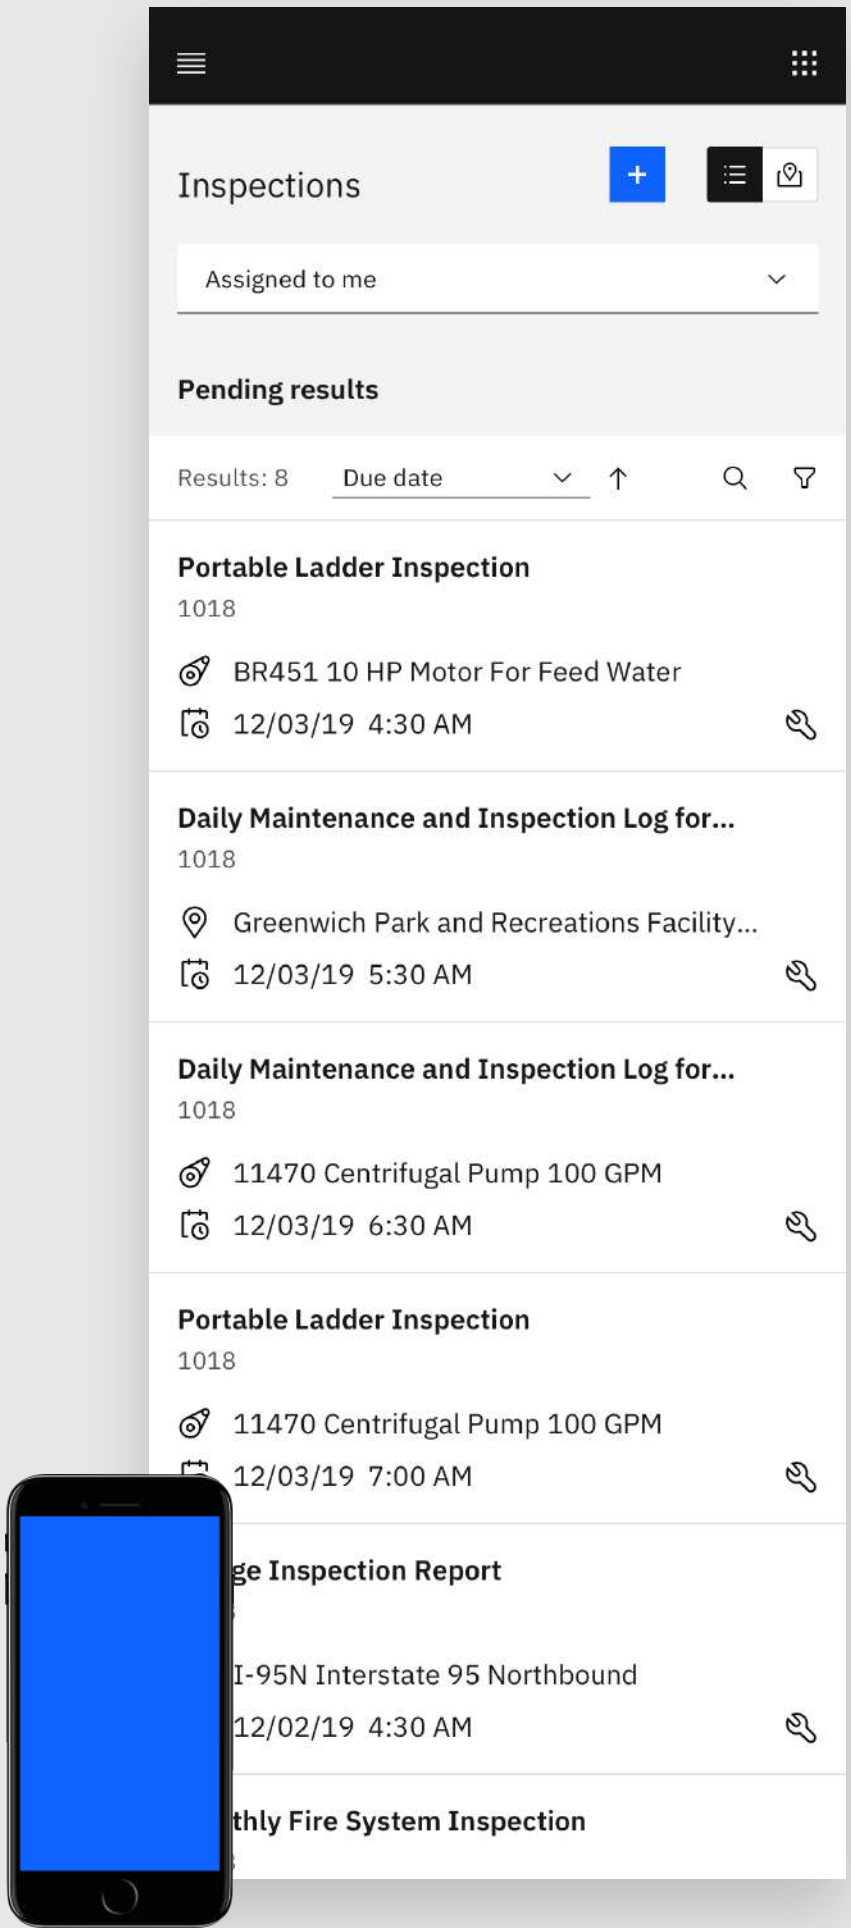 Inspections
Assigned to me
Pending results
Results: 8 Due date
Portable Ladder Inspection
1018
BR451 10 HP Motor For Feed Water
12/03/19 4:30 AM
Daily Maintenance and Inspection Log for...
1018
Greenwich Park and Recreations Facility...
12/03/19 5:30 AM
Daily Maintenance and Inspection Log for...
1018
11470 Centrifugal Pump 100 GPM
12/03/19 6:30 AM
Portable Ladder Inspection
1018
11470 Centrifugal Pump 100 GPM
12/03/19 7:00 AM
ge Inspection Report
I-95N Interstate 95 Northbound
12/02/19 4:30 AM
thly Fire System Inspection